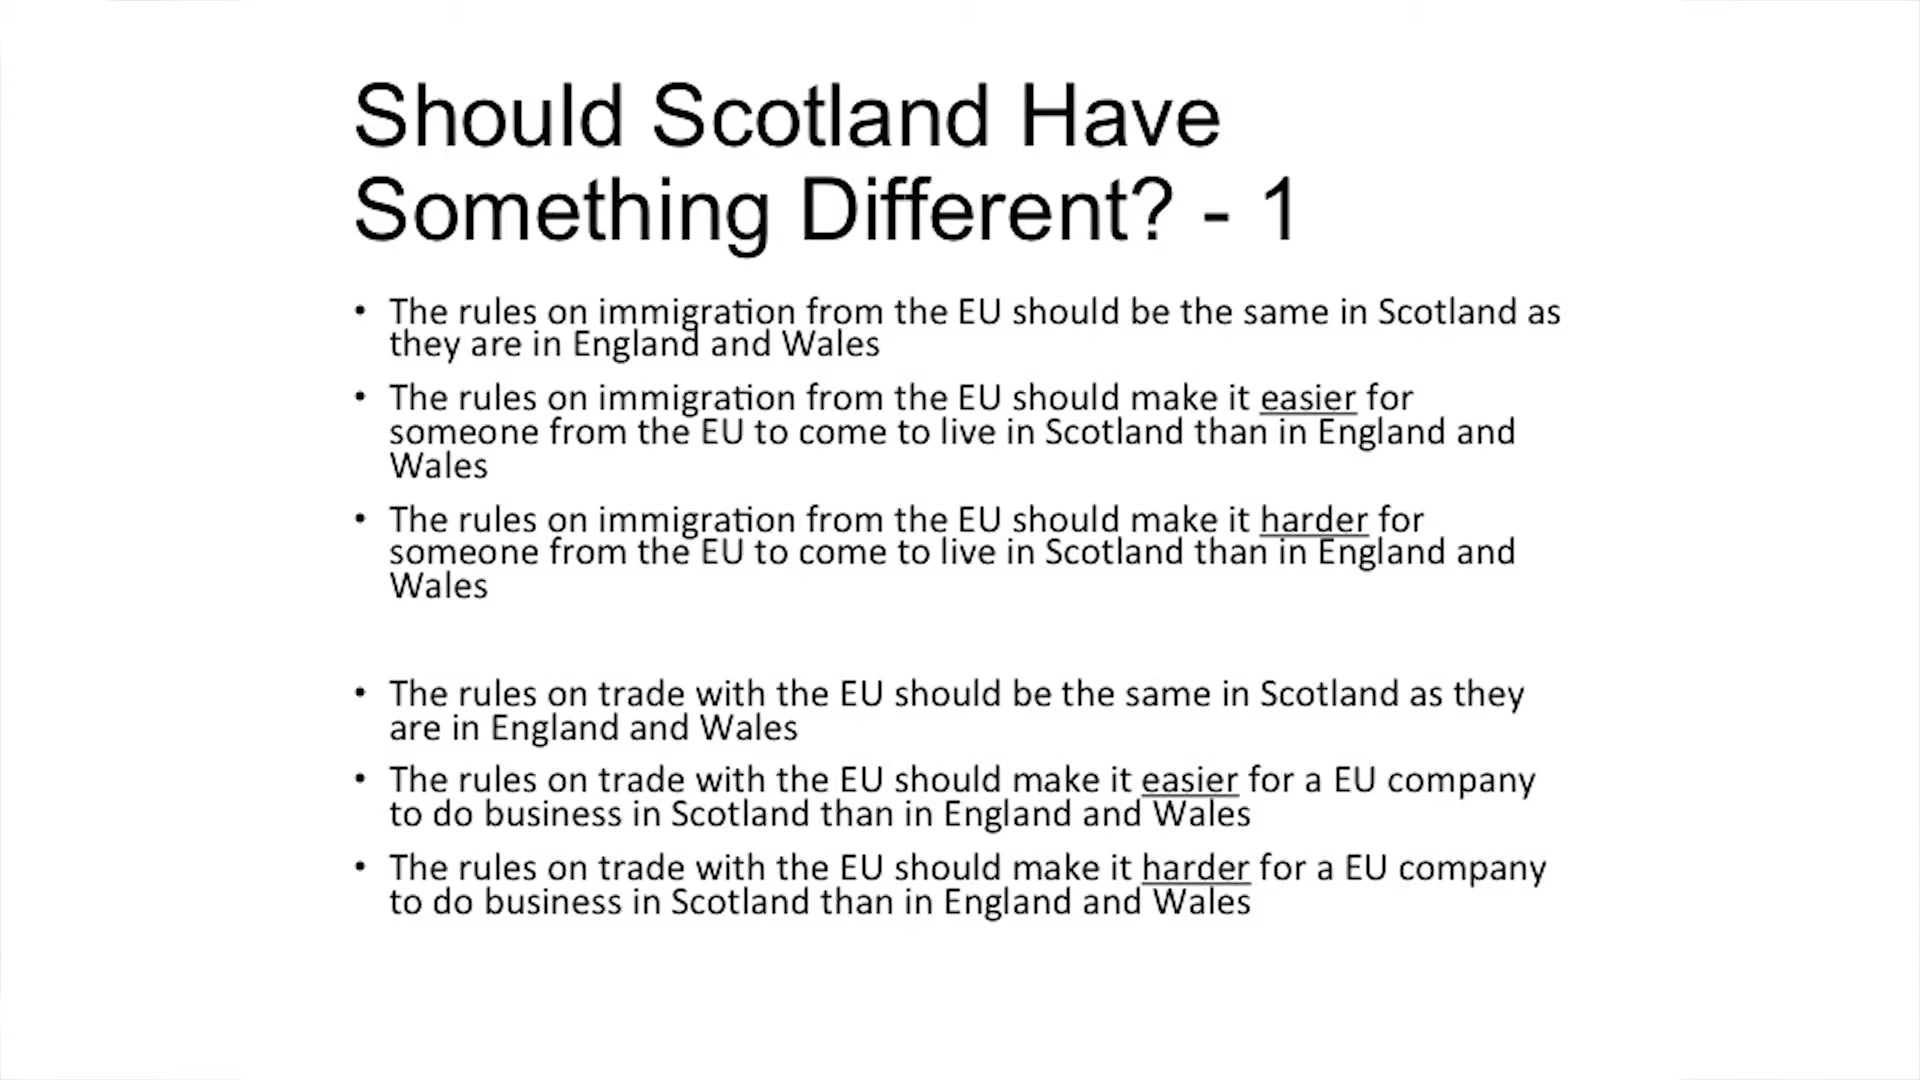 Should Scotland Have
Something Different? - 1
• The rules on immigration from the EU should be the same in Scotland as
they are in England and Wales
• The rules on immigration from the EU should make it easier for
someone from the EU to come to live in Scotland than in England and
Wales
• The rules on immigration from the EU should make it harder for
someone from the EU to come to live in Scotland than in England and
Wales
• The rules on trade with the EU should be the same in Scotland as they
are in England and Wales
• The rules on trade with the EU should make it easier for a EU company
to do business in Scotland than in England and Wales
• The rules on trade with the EU should make it harder for a EU company
to do business in Scotland than in England and Wales